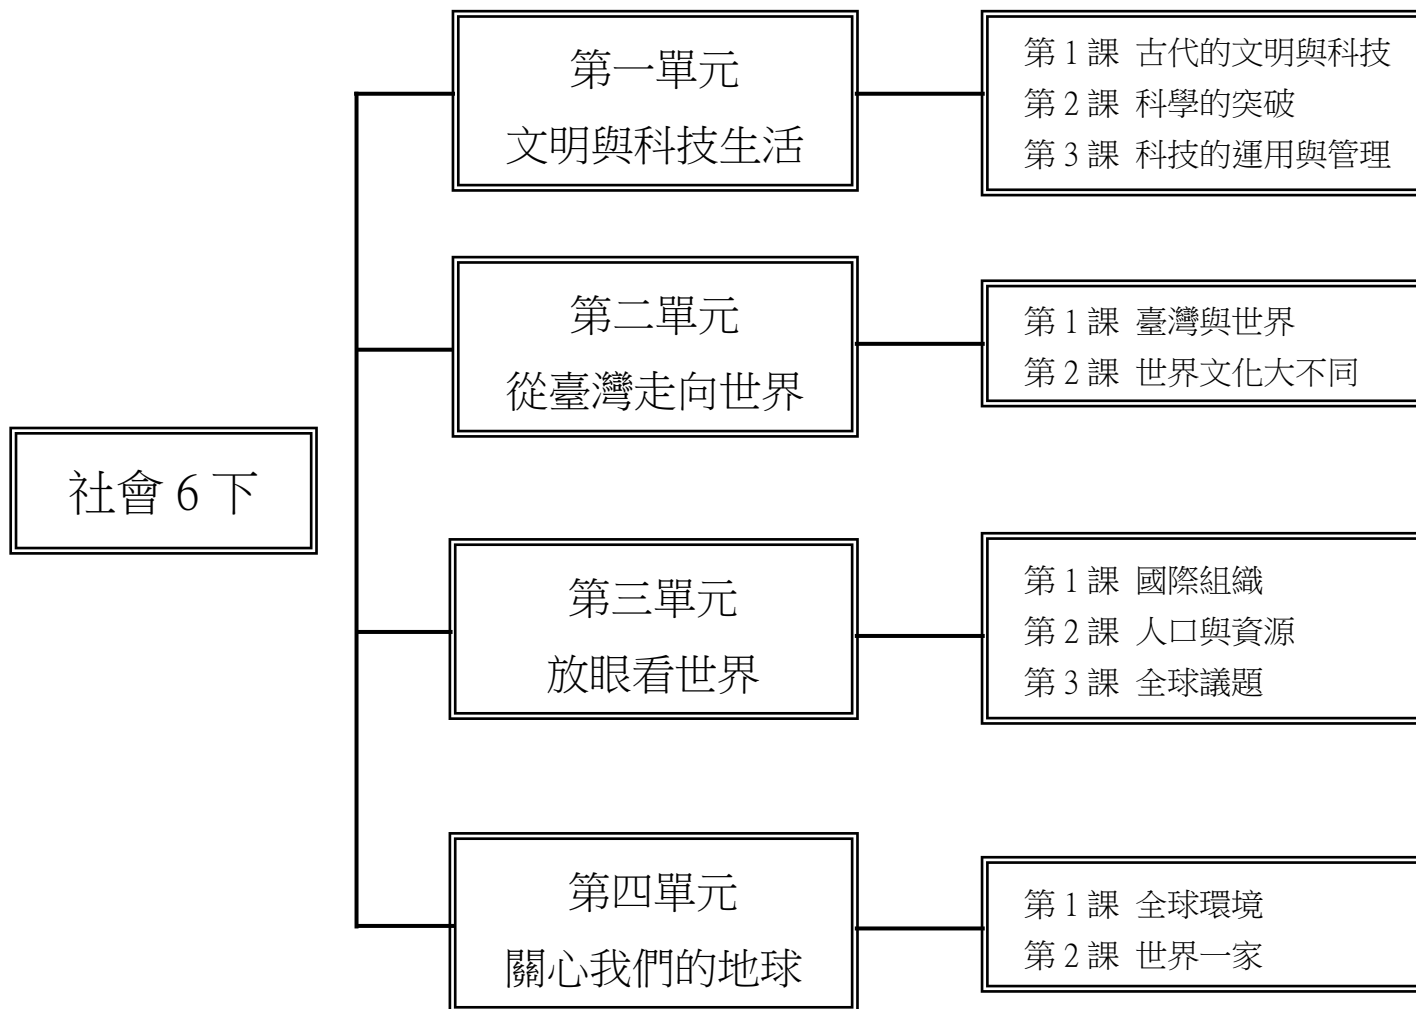 社會 6 下
第一單元
文明與科技生活
第 1 課 古代的文明與科技
第 2 課 科學的突破
第 3 課 科技的運用與管理
第二單元
從臺灣走向世界
第 1 課 臺灣與世界
第 2 課 世界文化大不同
第三單元
放眼看世界
第 1 課 國際組織
第 2 課 人口與資源
第 3 課 全球議題
第四單元
關心我們的地球
第 1 課 全球環境
第 2 課 世界一家